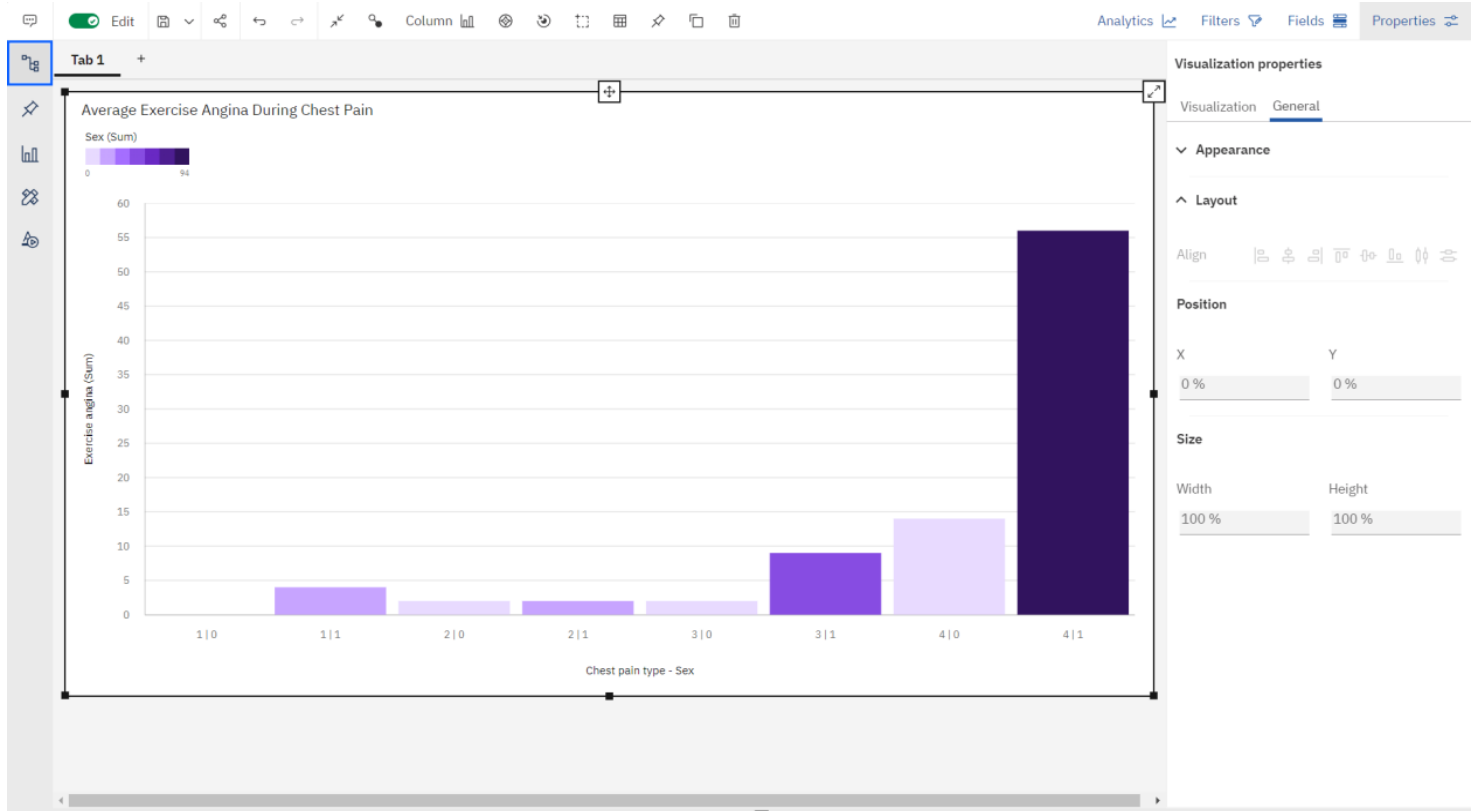 Edit Column Analytics Filters Fields Properties
Tab 1 +
Visualization properties
Visualization General
Average Exercise Angina During Chest Pain
Sex (Sum)
0 94
Appearance
Layout
Align
Position
X Y
0 % 0 %
Size
Width Height
100 % 100 %
60
55
50
45
40
35
30
25
20
15
10
5
0
Exercise angina (Sum)
1|0 1|1 2|0 2|1 3|0 3|1 4|0 4|1
Chest pain type - Sex